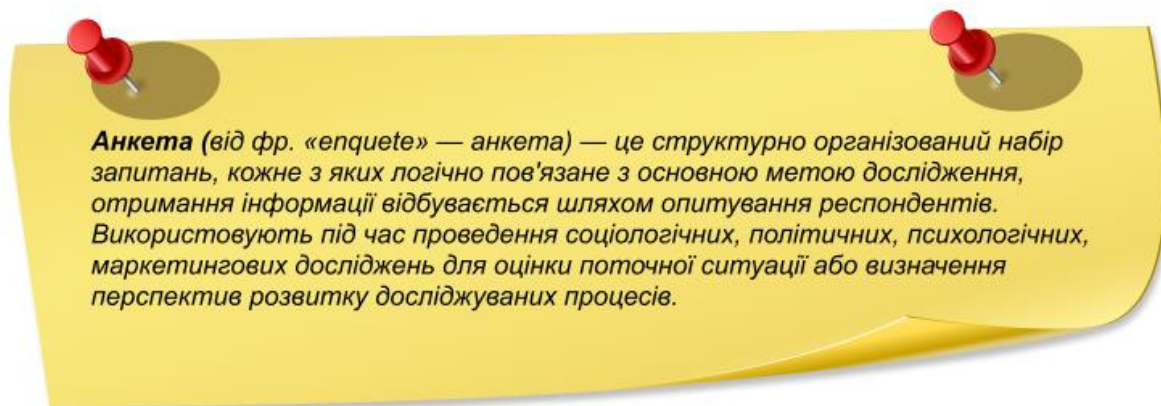 Анкета (від фр. «enquete» — анкета) — це структурно організований набір
запитань, кожне з яких логічно пов'язане з основною метою дослідження,
отримання інформації відбувається шляхом опитування респондентів.
Використовують під час проведення соціологічних, політичних, психологічних,
маркетингових досліджень для оцінки поточної ситуації або визначення
перспектив розвитку досліджуваних процесів.